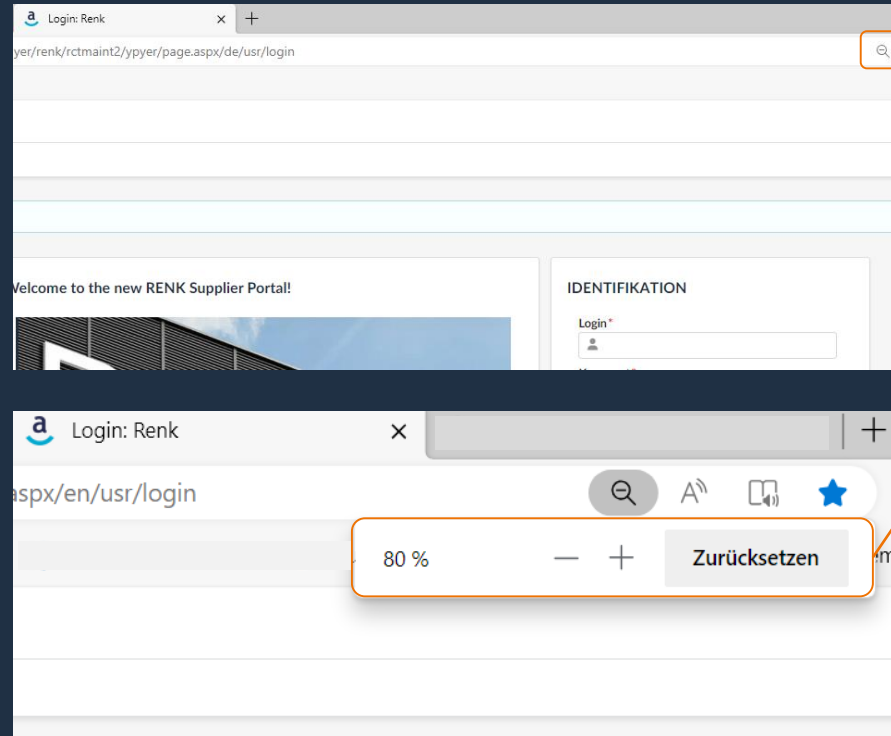 Login: Renk
yer/renk/rctmaint2/ypyer/page.aspx/de/usr/login
Welcome to the new RENK Supplier Portal!
IDENTIFIKATION
Login*
Login: Renk
aspx/en/usr/login
80 %
Zurücksetzen